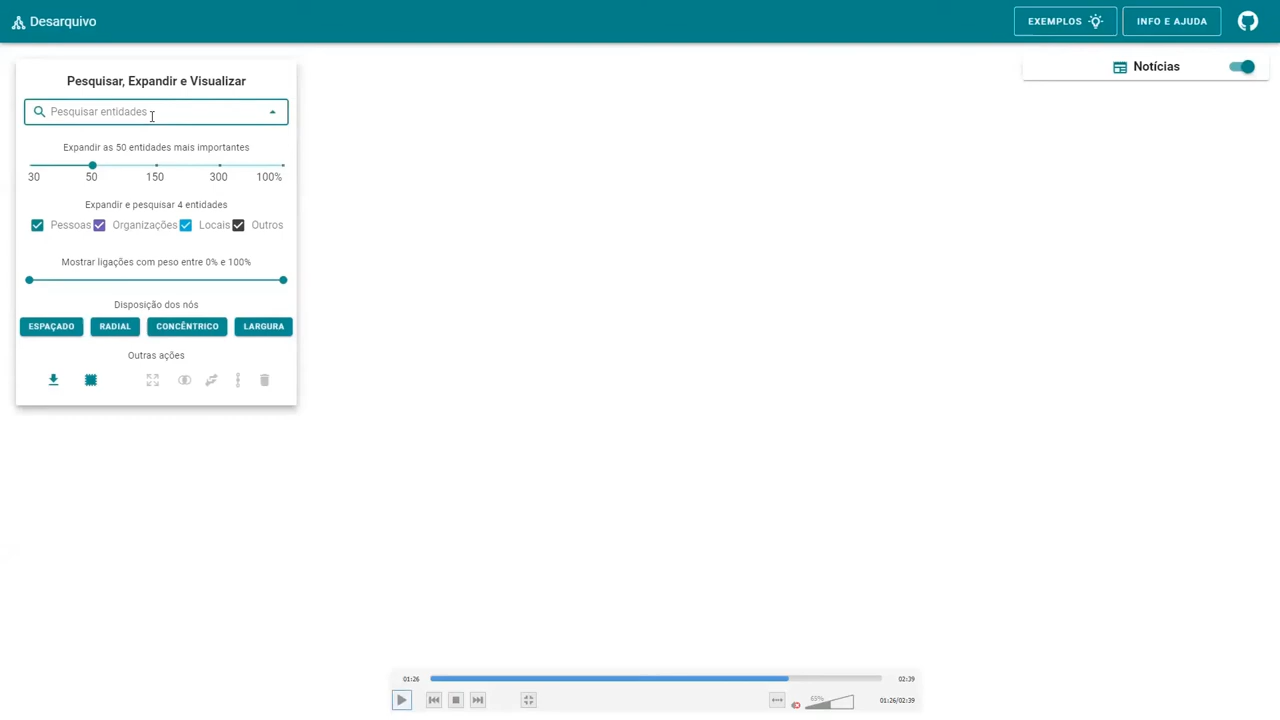 Desarquivo
EXEMPLOS
INFO E AJUDA
Pesquisar, Expandir e Visualizar
Notícias
Pesquisar entidades
Expandir as 50 entidades mais importantes
30 50 150 300 100%
Expandir e pesquisar 4 entidades
Pessoas Organizações Locais Outros
Mostrar ligações com peso entre 0% e 100%
Disposição dos nós
ESPAÇADO RADIAL CONCÊNTRICO LARGURA
Outras ações
01:26 02:39
65% 01:26/02:39